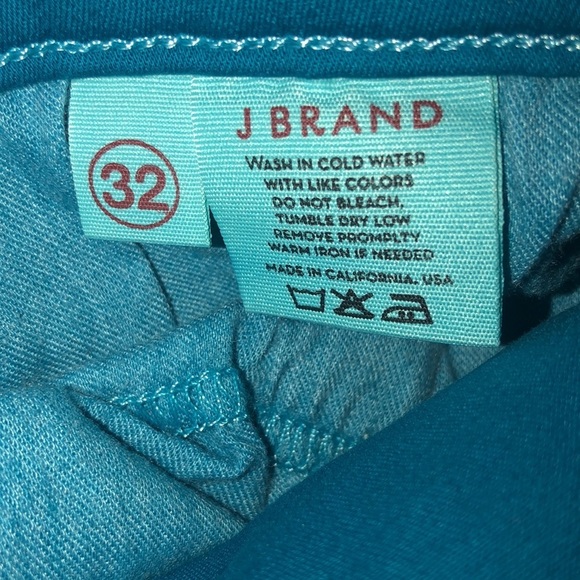 32
J BRAND
WASH IN COLD WATER
WITH LIKE COLORS
DO NOT BLEACH,
TUMBLE DRY LOW
REMOVE PROMPLTY
WARM IRON IF NEEDED
MADE IN CALIFORNIA, USA